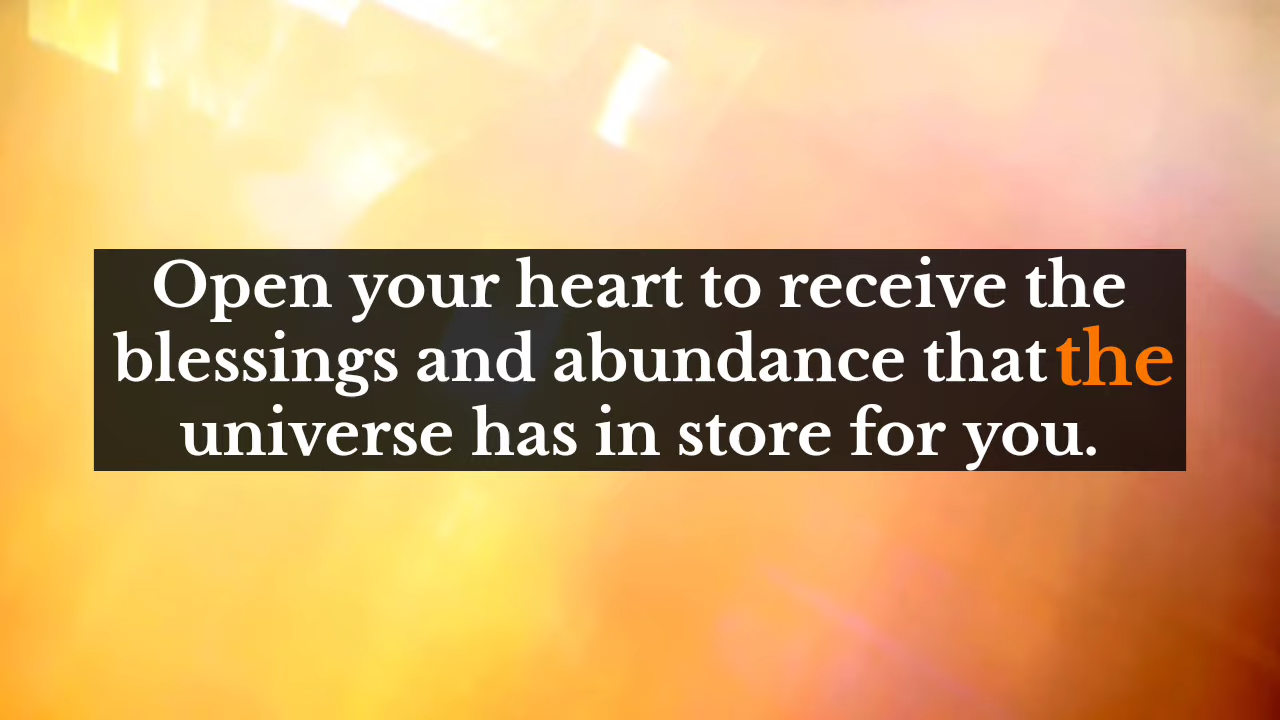 Open your heart to receive the
blessings and abundance that the
universe has in store for you.